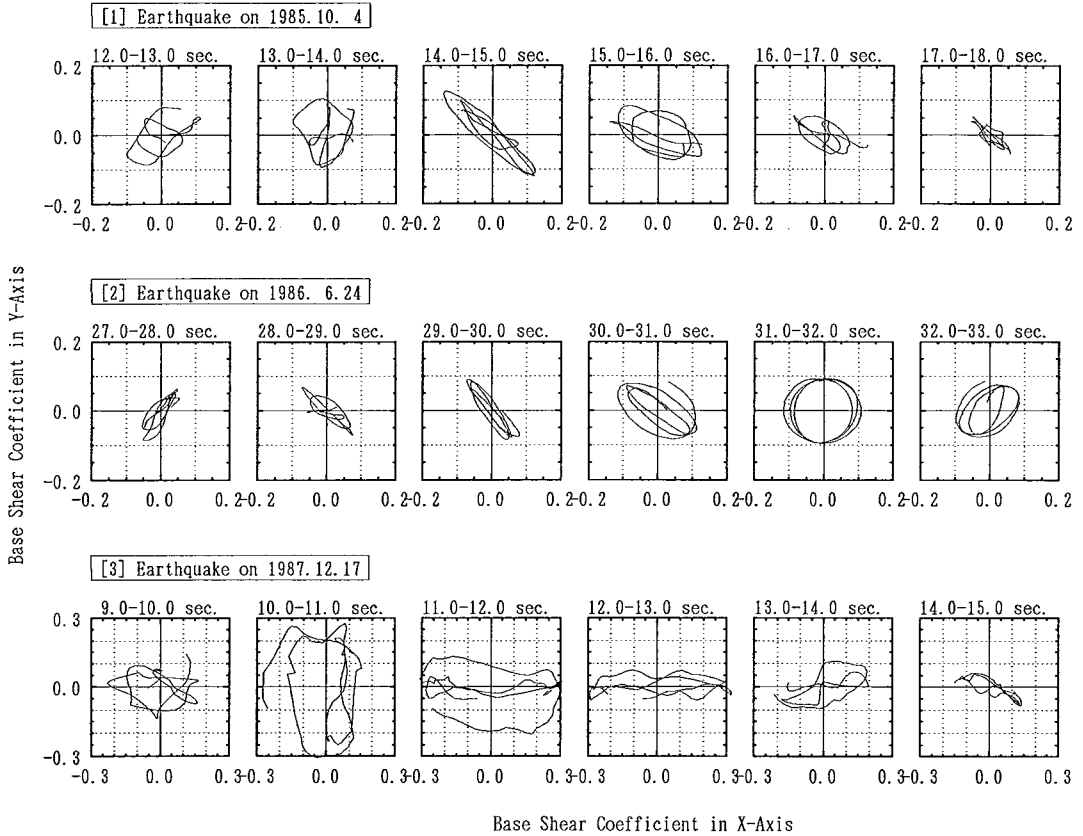 [1] Earthquake on 1985.10. 4
12.0-13.0 sec. 13.0-14.0 sec. 14.0-15.0 sec. 15.0-16.0 sec. 16.0-17.0 sec. 17.0-18.0 sec.
0.2
0.0
-0.2
-0.2 0.0 0.2-0.2 0.0 0.2-0.2 0.0 0.2-0.2 0.0 0.2-0.2 0.0 0.2-0.2 0.0 0.2
[2] Earthquake on 1986. 6.24
27.0-28.0 sec. 28.0-29.0 sec. 29.0-30.0 sec. 30.0-31.0 sec. 31.0-32.0 sec. 32.0-33.0 sec.
0.2
0.0
-0.2
-0.2 0.0 0.2-0.2 0.0 0.2-0.2 0.0 0.2-0.2 0.0 0.2-0.2 0.0 0.2-0.2 0.0 0.2
[3] Earthquake on 1987.12.17
9.0-10.0 sec. 10.0-11.0 sec. 11.0-12.0 sec. 12.0-13.0 sec. 13.0-14.0 sec. 14.0-15.0 sec.
0.3
0.0
-0.3
-0.3 0.0 0.3-0.3 0.0 0.3-0.3 0.0 0.3-0.3 0.0 0.3-0.3 0.0 0.3-0.3 0.0 0.3
Base Shear Coefficient in Y-Axis
Base Shear Coefficient in X-Axis